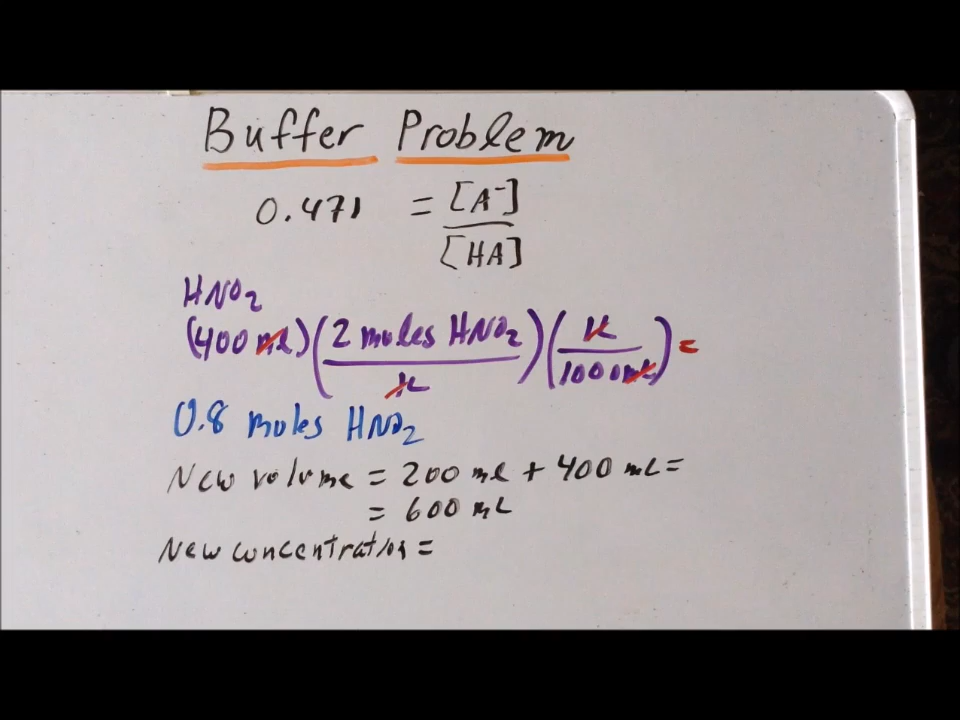 Buffer Problem
0.471 = [A⁻]
[HA]
HNO₂
(400 mL) (2 moles HNO₂ / L) (L / 1000 mL) =
0.8 moles HNO₂
New volume = 200 mL + 400 mL =
= 600 mL
New concentration =